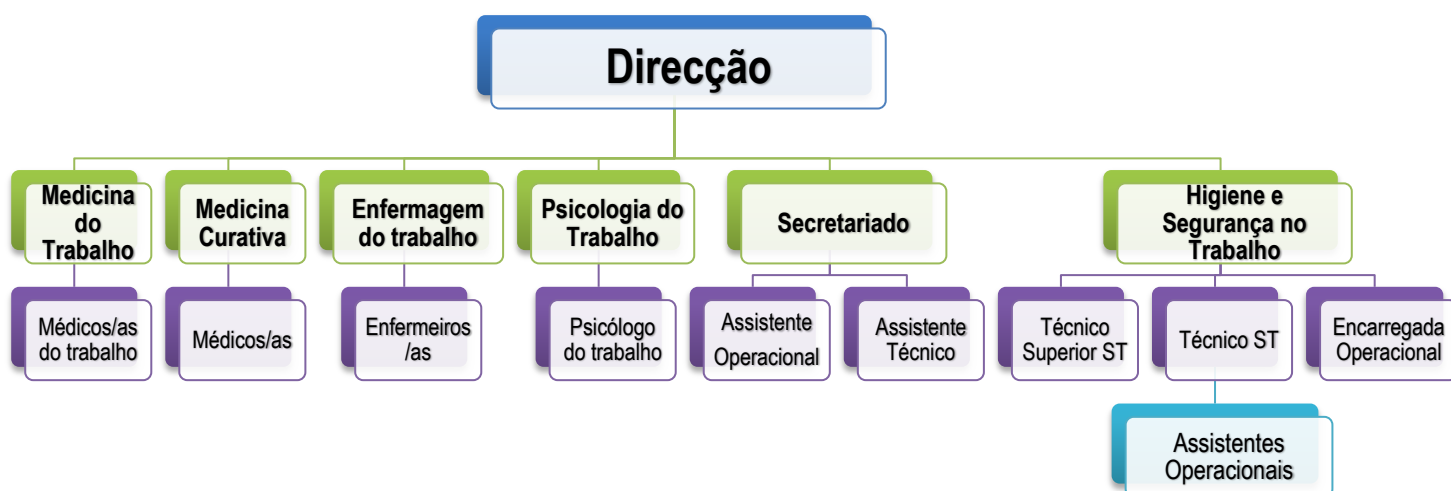 Direcção
Medicina
do
Trabalho
Medicina
Curativa
Enfermagem
do trabalho
Psicologia do
Trabalho
Secretariado
Higiene e
Segurança no
Trabalho
Médicos/as
do trabalho
Médicos/as
Enfermeiros
/as
Psicólogo
do trabalho
Assistente
Operacional
Assistente
Técnico
Técnico
Superior ST
Técnico ST
Encarregada
Operacional
Assistentes
Operacionais